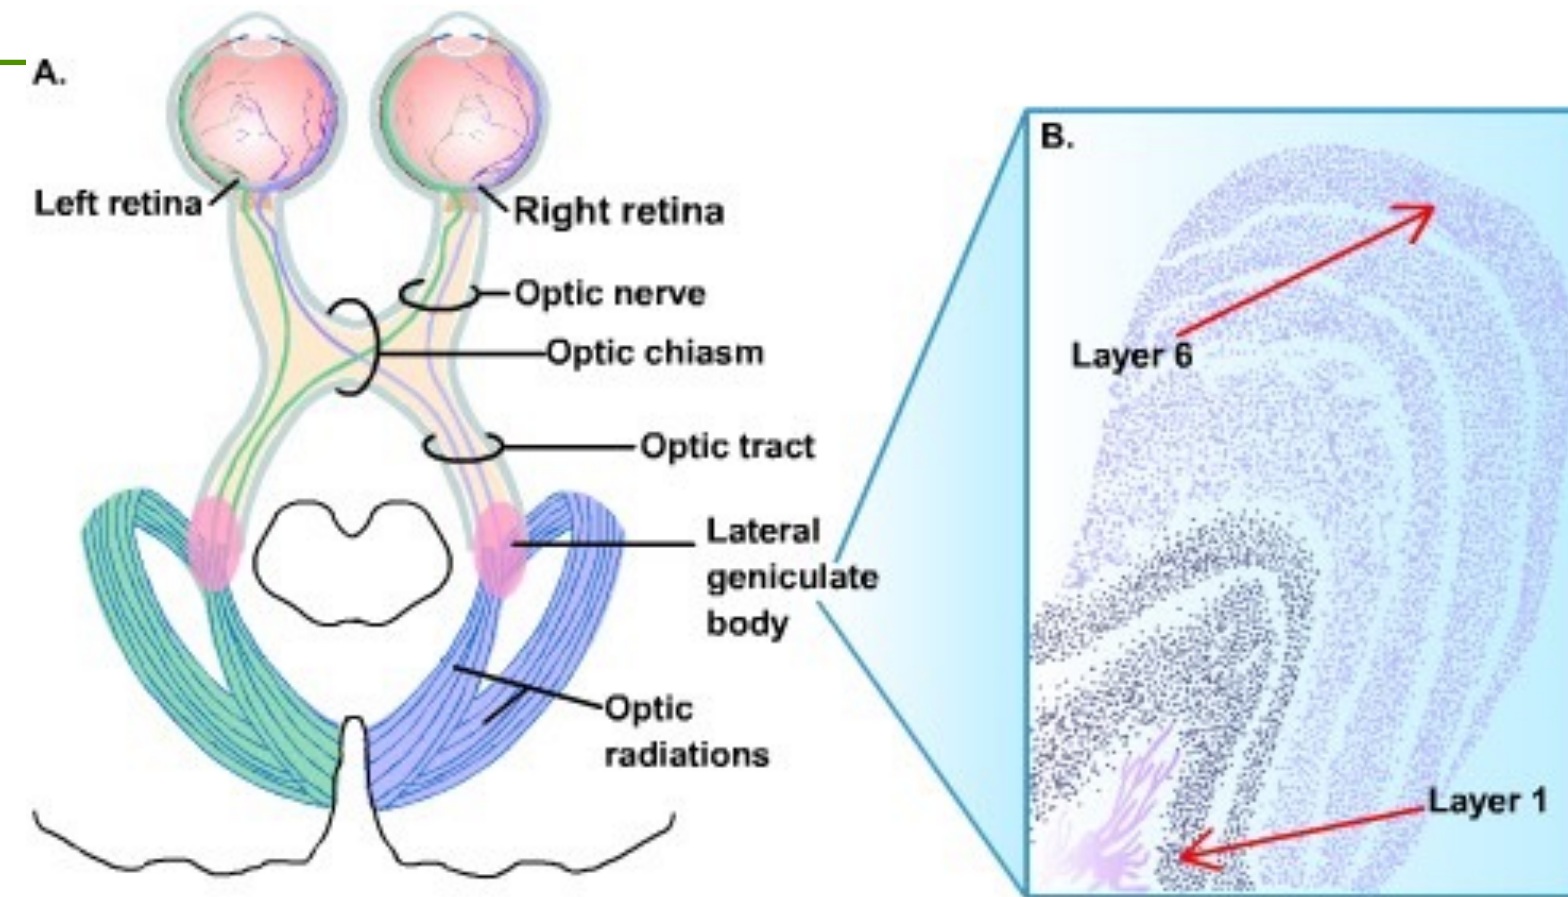 A.
Left retina
Right retina
Optic nerve
Optic chiasm
Optic tract
Lateral
geniculate
body
Optic
radiations
B.
Layer 6
Layer 1